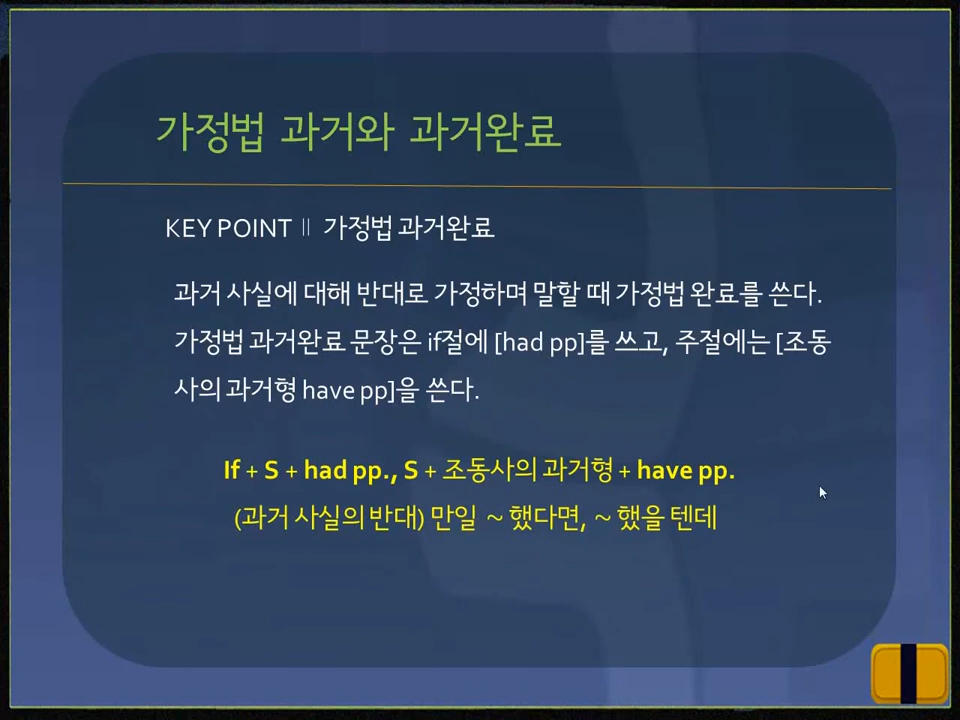 가정법 과거와 과거완료
KEY POINT Ⅱ 가정법 과거완료
과거 사실에 대해 반대로 가정하며 말할 때 가정법 완료를 쓴다.
가정법 과거완료 문장은 if절에 [had pp]를 쓰고, 주절에는 [조동
사의 과거형 have pp]을 쓴다.
If + S + had pp., S + 조동사의 과거형 + have pp.
(과거 사실의 반대) 만일 ~ 했다면, ~ 했을 텐데